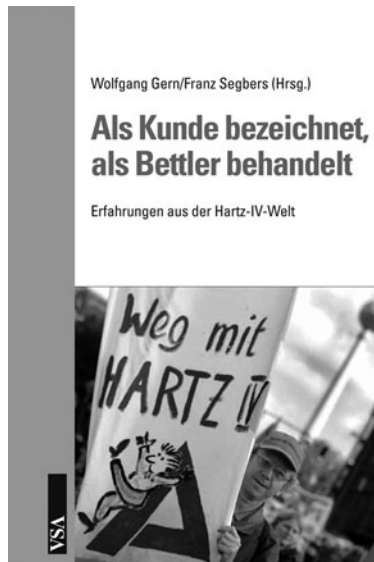 Wolfgang Gern/Franz Segbers (Hrsg.)
Als Kunde bezeichnet,
als Bettler behandelt
Erfahrungen aus der Hartz-IV-Welt
Weg mit
HARTZ IV
A
VSA